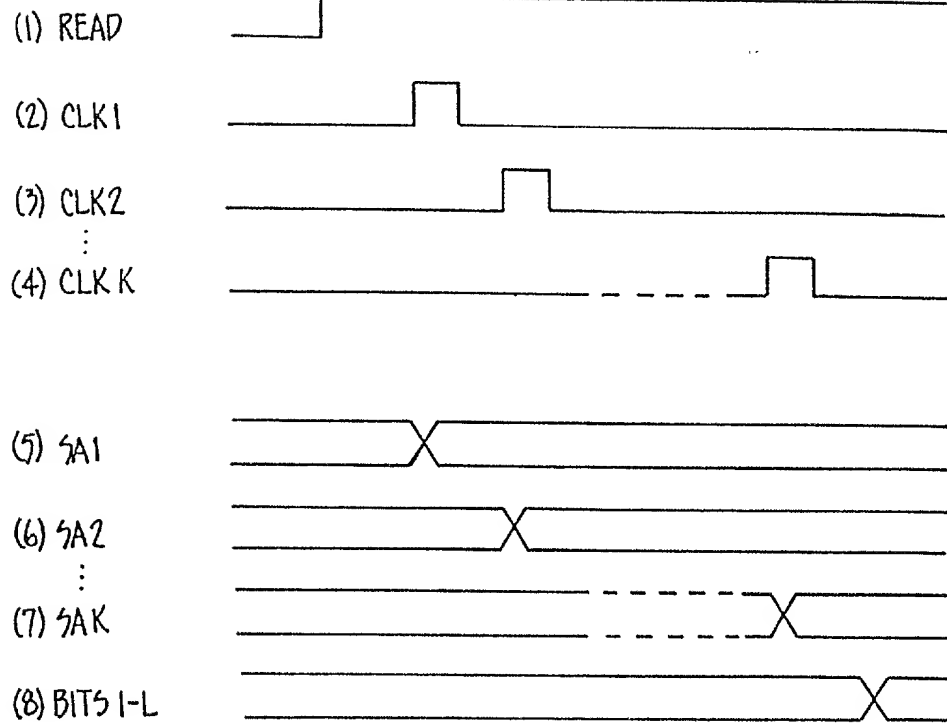 (1) READ
(2) CLK1
(3) CLK2
⋮
(4) CLK K
(5) SA1
(6) SA2
⋮
(7) SAK
(8) BITS 1-L